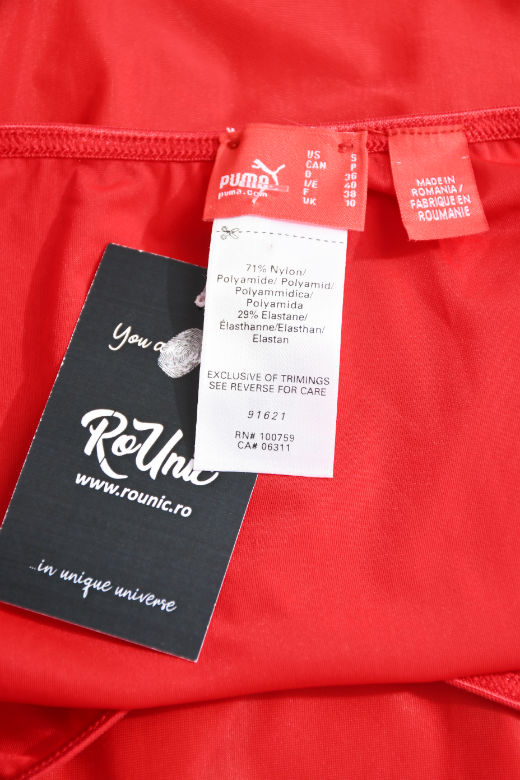 PUMA
puma.com
US S
CAN P
D 36
I/E 40
F 38
UK 10
MADE IN
ROMANIA/
FABRIQUE EN
ROUMANIE
71% Nylon/
Polyamide/ Polyamid/
Polyammidica/
Polyamida
29% Elastane/
Élasthanne/Elasthan/
Elastan
EXCLUSIVE OF TRIMINGS
SEE REVERSE FOR CARE
91621
RN# 100759
CA# 06311
You a
RoUnic
www.rounic.ro
...in unique universe